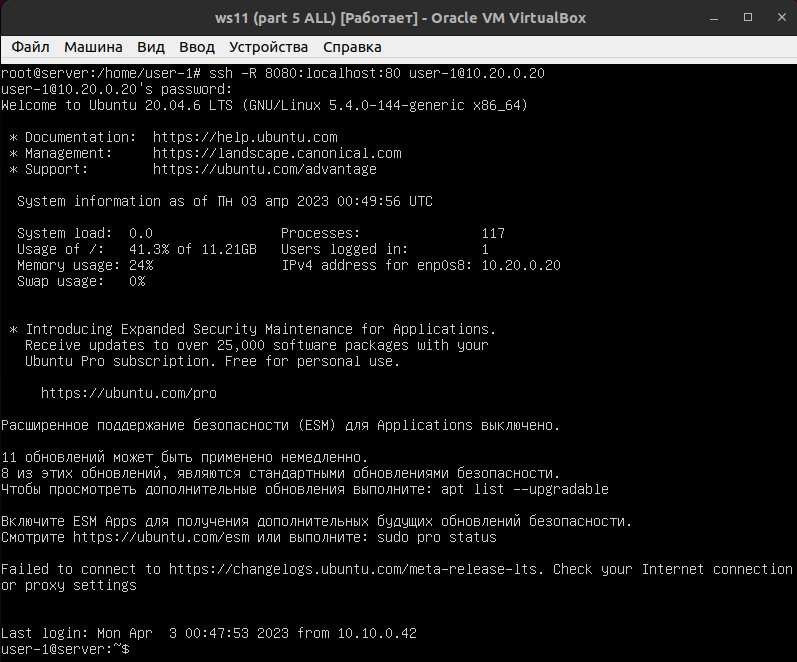 ws11 (part 5 ALL) [Работает] - Oracle VM VirtualBox
Файл Машина Вид Ввод Устройства Справка
root@server:/home/user-1# ssh -R 8080:localhost:80 user-1@10.20.0.20
user-1@10.20.0.20's password:
Welcome to Ubuntu 20.04.6 LTS (GNU/Linux 5.4.0-144-generic x86_64)
* Documentation: https://help.ubuntu.com
* Management: https://landscape.canonical.com
* Support: https://ubuntu.com/advantage
System information as of Пн 03 апр 2023 00:49:56 UTC
System load: 0.0 Processes: 117
Usage of /: 41.3% of 11.21GB Users logged in: 1
Memory usage: 24% IPv4 address for enp0s8: 10.20.0.20
Swap usage: 0%
* Introducing Expanded Security Maintenance for Applications.
Receive updates to over 25,000 software packages with your
Ubuntu Pro subscription. Free for personal use.
https://ubuntu.com/pro
Расширенное поддержание безопасности (ESM) для Applications выключено.
11 обновлений может быть применено немедленно.
8 из этих обновлений, являются стандартными обновлениями безопасности.
Чтобы просмотреть дополнительные обновления выполните: apt list --upgradable
Включите ESM Apps для получения дополнительных будущих обновлений безопасности.
Смотрите https://ubuntu.com/esm или выполните: sudo pro status
Failed to connect to https://changelogs.ubuntu.com/meta-release-lts. Check your Internet connection
or proxy settings
Last login: Mon Apr 3 00:47:53 2023 from 10.10.0.42
user-1@server:~$